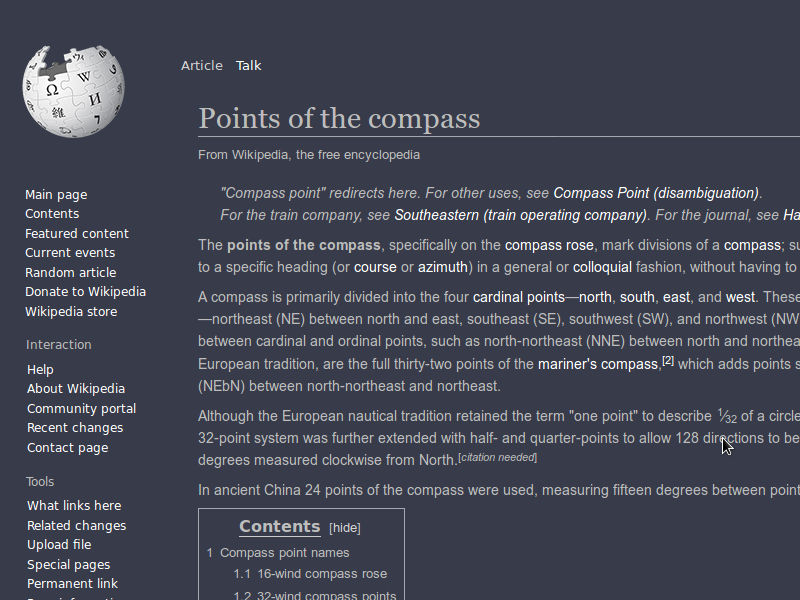 Article Talk
Points of the compass
From Wikipedia, the free encyclopedia
"Compass point" redirects here. For other uses, see Compass Point (disambiguation).
For the train company, see Southeastern (train operating company). For the journal, see
The points of the compass, specifically on the compass rose, mark divisions of a compass;
to a specific heading (or course or azimuth) in a general or colloquial fashion, without having to
A compass is primarily divided into the four cardinal points—north, south, east, and west. These
—northeast (NE) between north and east, southeast (SE), southwest (SW), and northwest (NW
between cardinal and ordinal points, such as north-northeast (NNE) between north and
European tradition, are the full thirty-two points of the mariner's compass,[2] which adds points
(NEbN) between north-northeast and northeast.
Although the European nautical tradition retained the term "one point" to describe 1⁄32 of a circle
32-point system was further extended with half- and quarter-points to allow 128 directions to be
degrees measured clockwise from North.[citation needed]
In ancient China 24 points of the compass were used, measuring fifteen degrees between
Contents [hide]
1 Compass point names
1.1 16-wind compass rose
1.2 32-wind compass points
Main page
Contents
Featured content
Current events
Random article
Donate to Wikipedia
Wikipedia store
Interaction
Help
About Wikipedia
Community portal
Recent changes
Contact page
Tools
What links here
Related changes
Upload file
Special pages
Permanent link